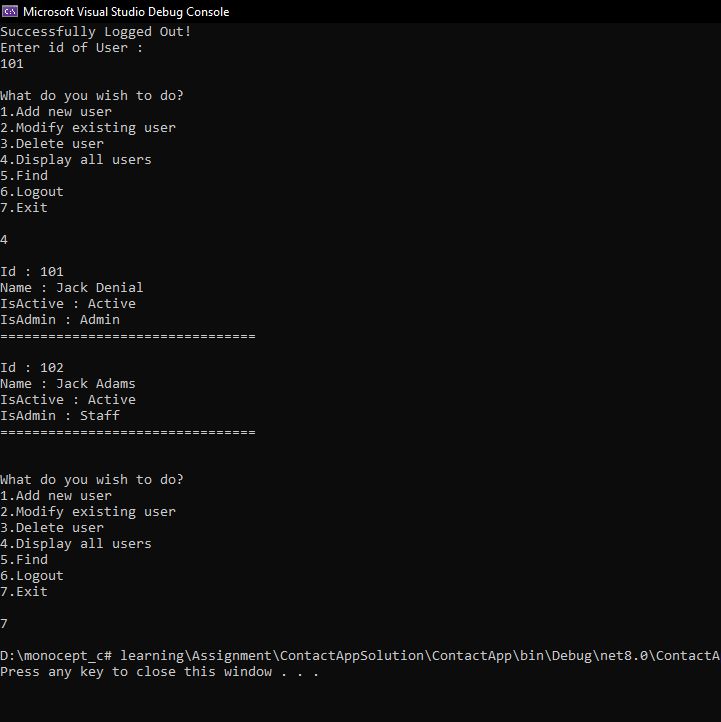 Microsoft Visual Studio Debug Console
Successfully Logged Out!
Enter id of User :
101
What do you wish to do?
1.Add new user
2.Modify existing user
3.Delete user
4.Display all users
5.Find
6.Logout
7.Exit
4
Id : 101
Name : Jack Denial
IsActive : Active
IsAdmin : Admin
================================
Id : 102
Name : Jack Adams
IsActive : Active
IsAdmin : Staff
================================
What do you wish to do?
1.Add new user
2.Modify existing user
3.Delete user
4.Display all users
5.Find
6.Logout
7.Exit
7
D:\monocept_c# learning\Assignment\ContactAppSolution\ContactApp\bin\Debug\net8.0\ContactA
Press any key to close this window . . .